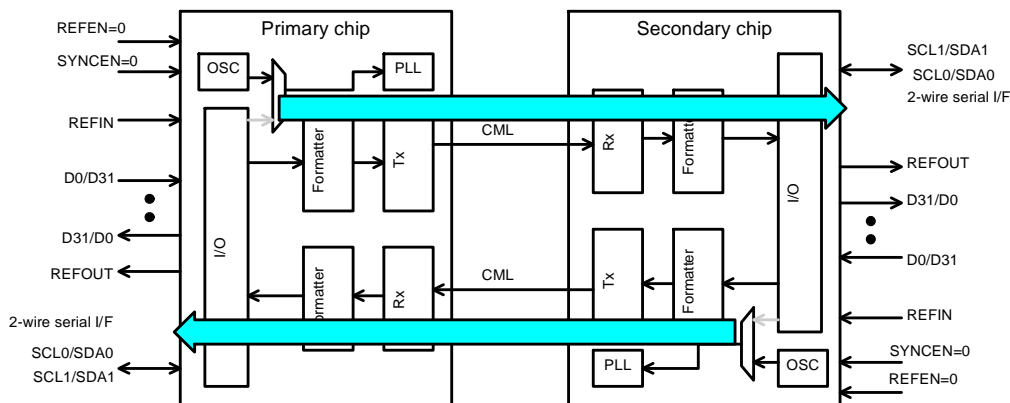 REFEN=0
SYNCEN=0
REFIN
D0/D31
D31/D0
REFOUT
2-wire serial I/F
SCL0/SDA0
SCL1/SDA1
Primary chip
OSC
PLL
I/O
Formatter
Tx
Formatter
Rx
CML
CML
Secondary chip
Rx
Formatter
I/O
Tx
Formatter
PLL
OSC
SCL1/SDA1
SCL0/SDA0
2-wire serial I/F
REFOUT
D31/D0
D0/D31
REFIN
SYNCEN=0
REFEN=0